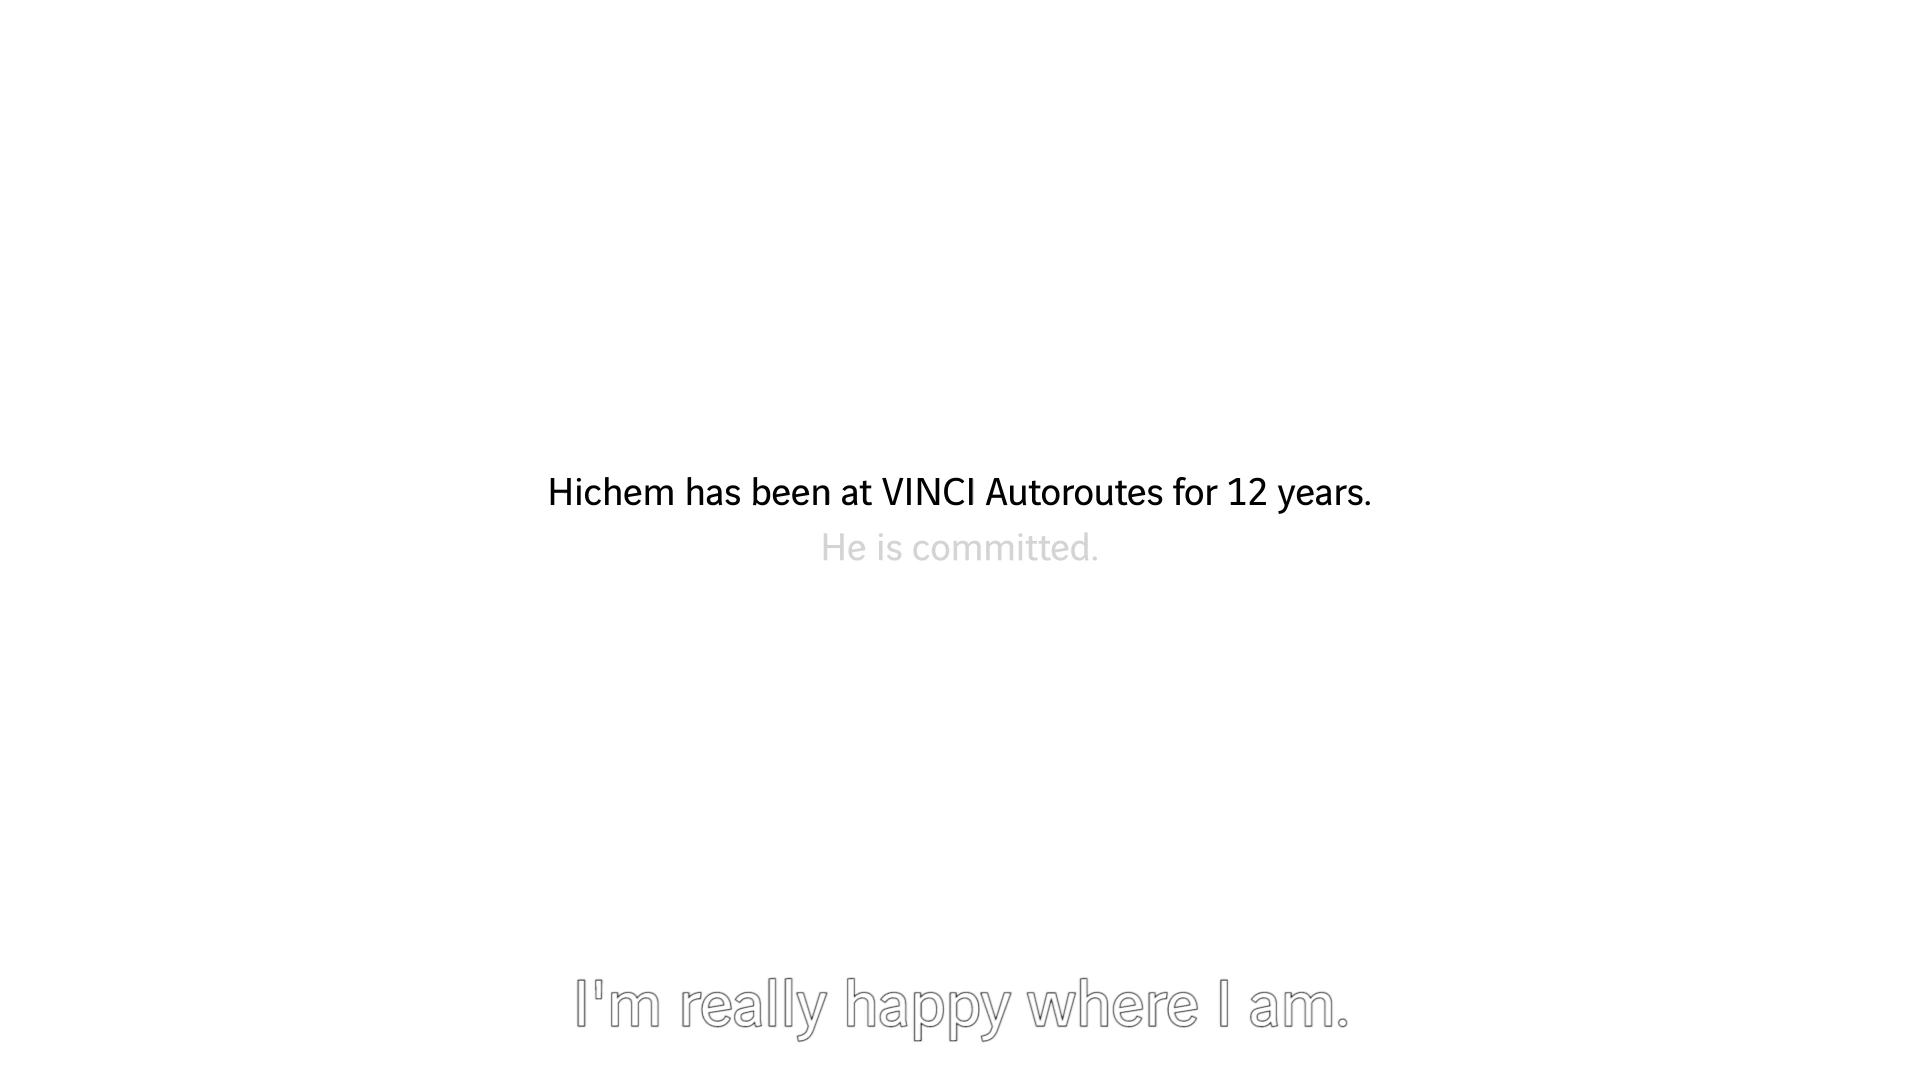 Hichem has been at VINCI Autoroutes for 12 years.
He is committed.
I'm really happy where I am.